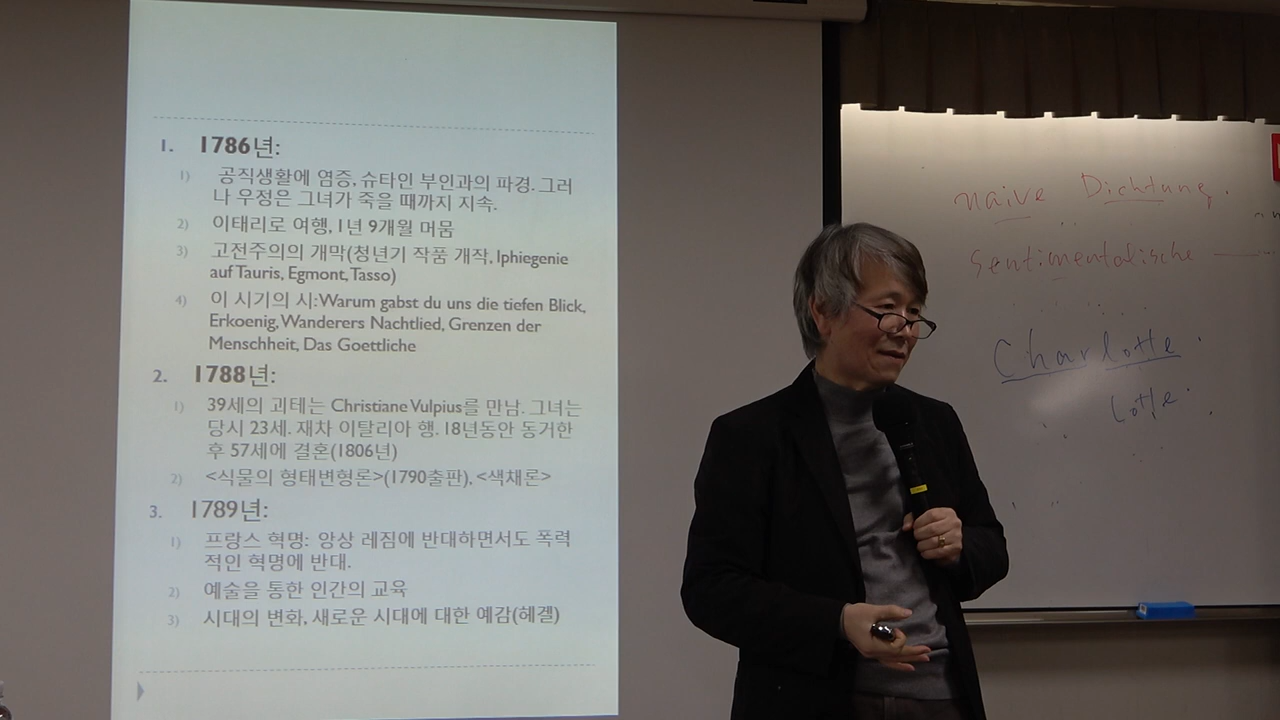 1. 1786년:
1) 공직생활에 염증, 슈타인 부인과의 파경. 그러
나 우정은 그녀가 죽을 때까지 지속.
2) 이태리로 여행, 1년 9개월 머뭄
3) 고전주의의 개막(청년기 작품 개작, Iphiegenie
auf Tauris, Egmont, Tasso)
4) 이 시기의 시: Warum gabst du uns die tiefen Blick,
Erkoenig, Wanderers Nachtlied, Grenzen der
Menschheit, Das Goettliche
2. 1788년:
1) 39세의 괴테는 Christiane Vulpius를 만남. 그녀는
당시 23세. 재차 이탈리아 행. 18년동안 동거한
후 57세에 결혼(1806년)
2) <식물의 형태변형론>(1790출판), <색채론>
3. 1789년:
1) 프랑스 혁명: 앙상 레짐에 반대하면서도 폭력
적인 혁명에 반대.
2) 예술을 통한 인간의 교육
3) 시대의 변화, 새로운 시대에 대한 예감(헤겔)
naive Dichtung.
sentimentalische
Charlotte
Lotte